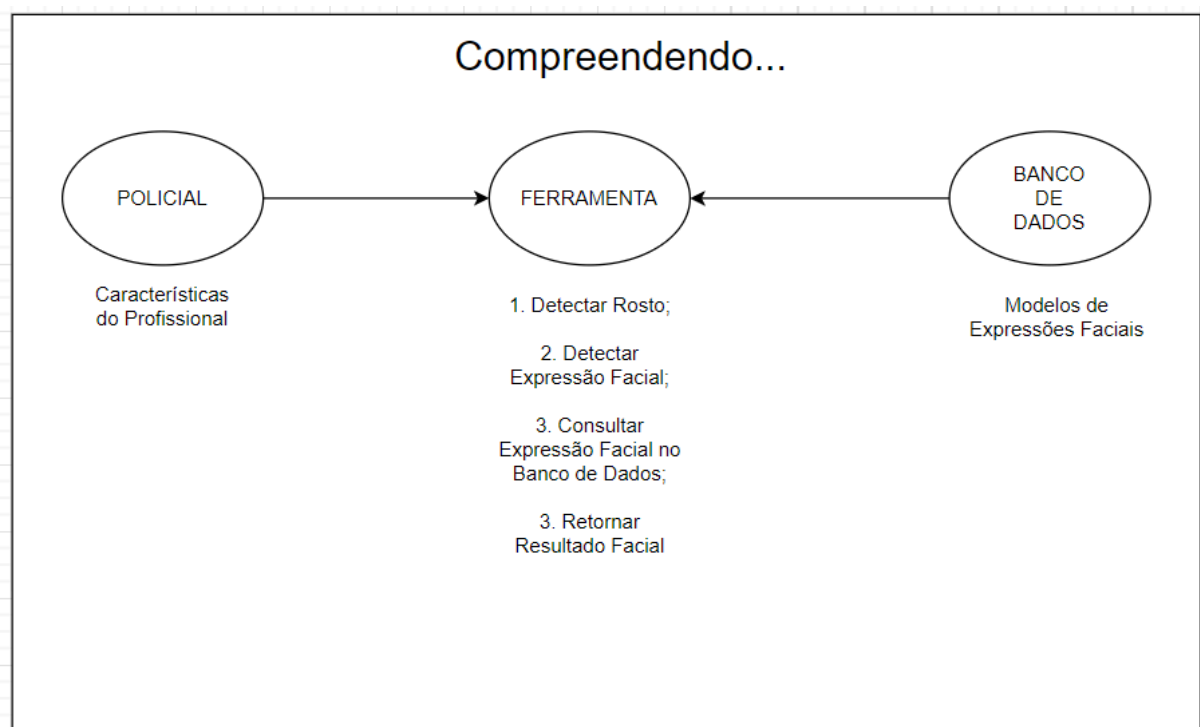 Compreendendo...
POLICIAL
Características
do Profissional
FERRAMENTA
1. Detectar Rosto;
2. Detectar
Expressão Facial;
3. Consultar
Expressão Facial no
Banco de Dados;
3. Retornar
Resultado Facial
BANCO
DE
DADOS
Modelos de
Expressões Faciais